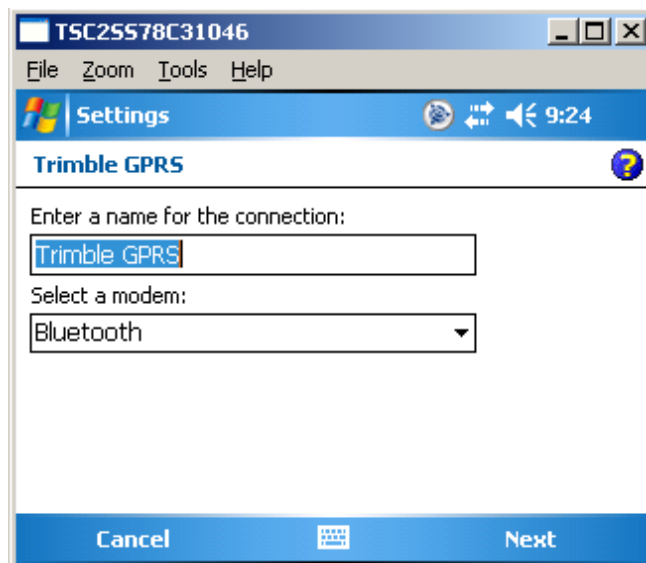 TSC2SS78C31046
File Zoom Tools Help
Settings 9:24
Trimble GPRS
Enter a name for the connection:
Trimble GPRS
Select a modem:
Bluetooth
Cancel Next